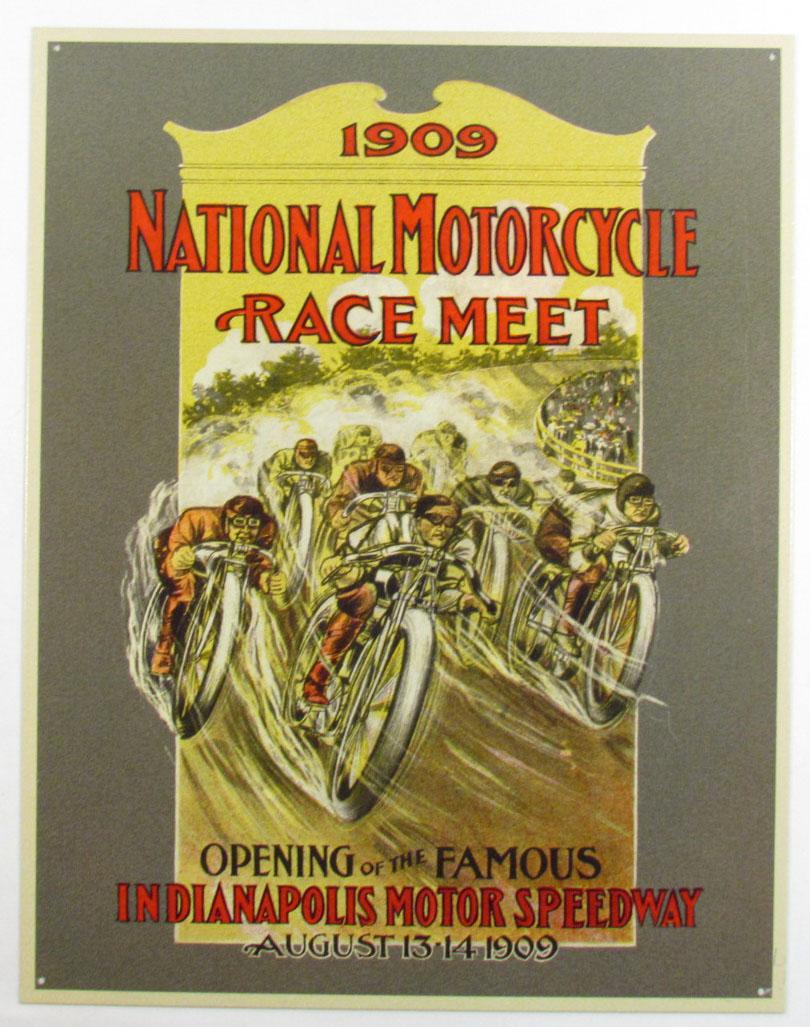 1909
NATIONAL MOTORCYCLE
RACE MEET
OPENING OF THE FAMOUS
INDIANAPOLIS MOTOR SPEEDWAY
AUGUST 13-14 1909